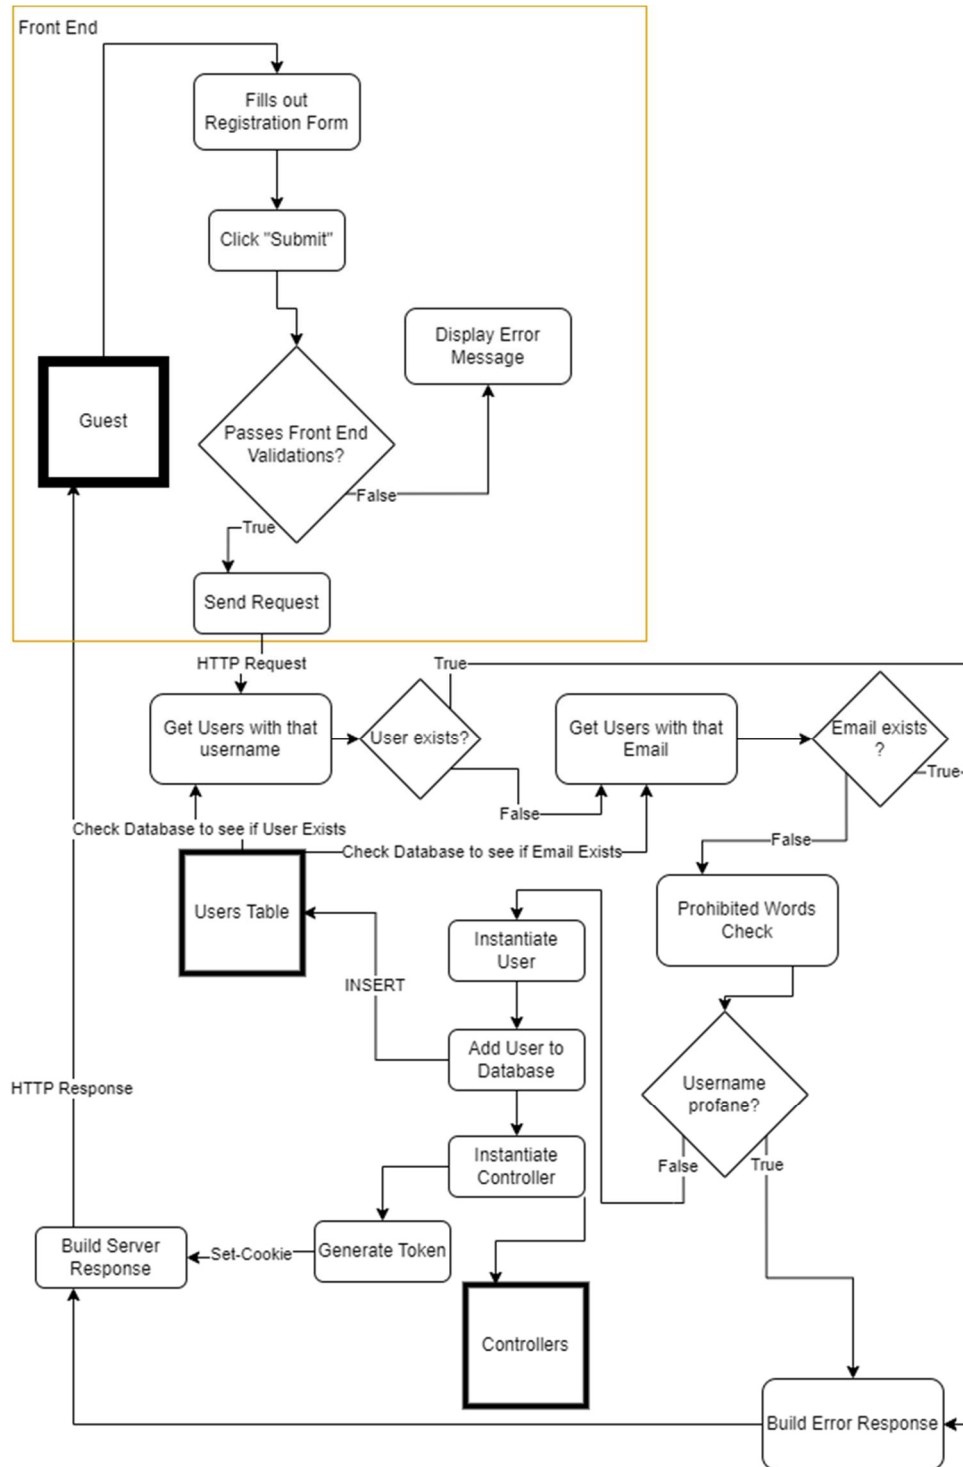 Front End
Fills out
Registration Form
Click "Submit"
Display Error
Message
Guest
Passes Front End
Validations?
False
True
Send Request
HTTP Request
True
Get Users with that
username
User exists?
Get Users with that
Email
Email exists
?
True
False
Check Database to see if User Exists
Check Database to see if Email Exists
False
Users Table
Prohibited Words
Check
Instantiate
User
INSERT
Add User to
Database
Username
profane?
HTTP Response
Instantiate
Controller
False
True
Build Server
Response
Set-Cookie
Generate Token
Controllers
Build Error Response